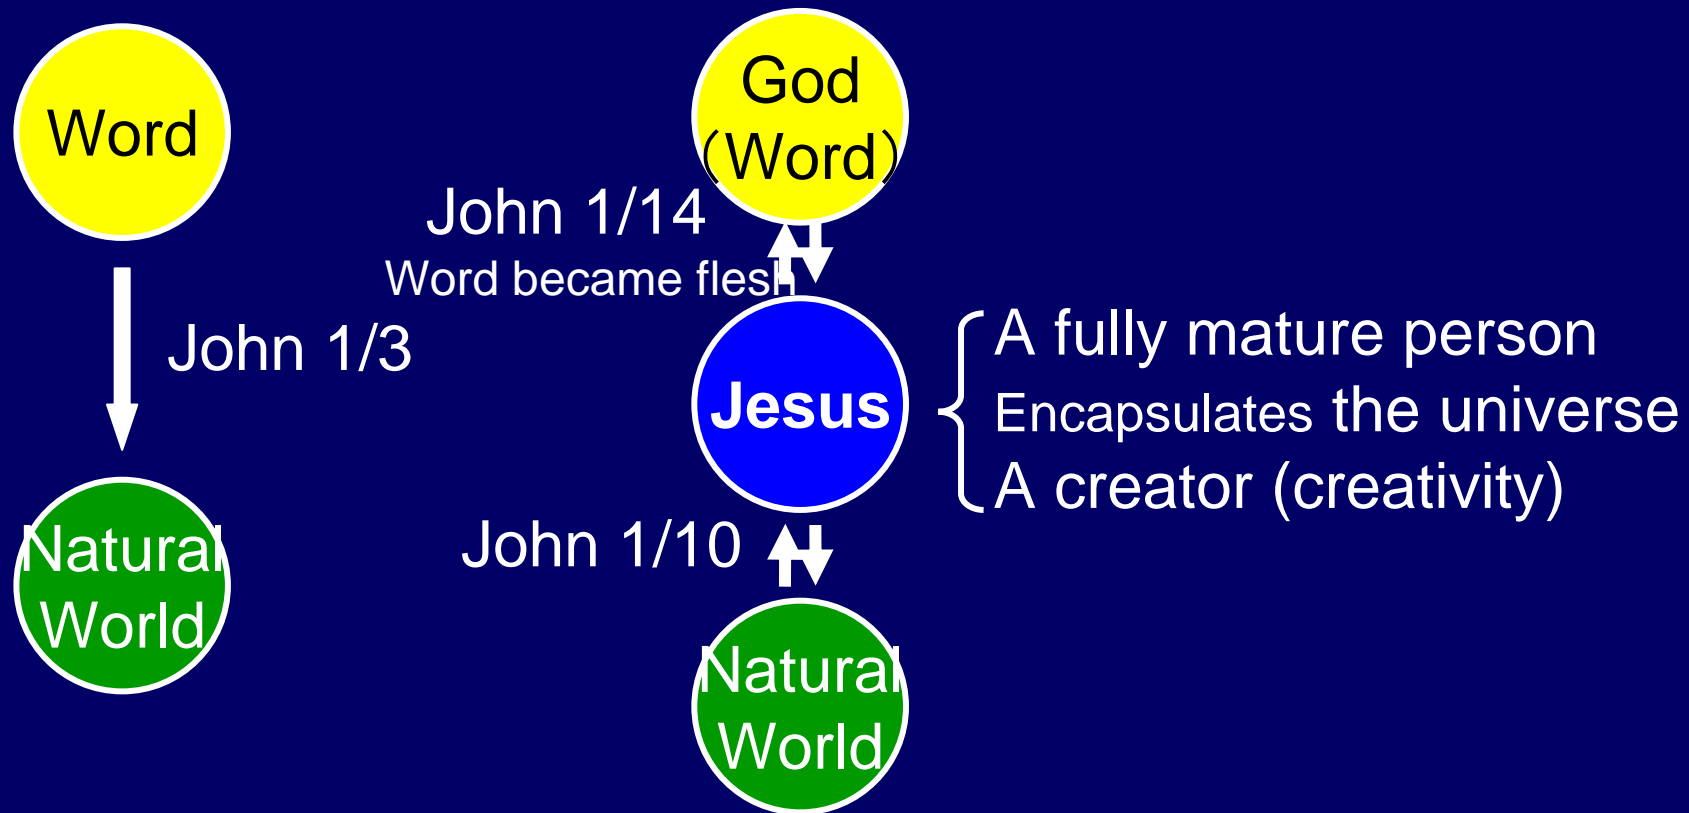 Word
John 1/3
Natural
World
God
（Word）
John 1/14
Word became flesh
Jesus
A fully mature person
Encapsulates the universe
A creator (creativity)
John 1/10
Natural
World